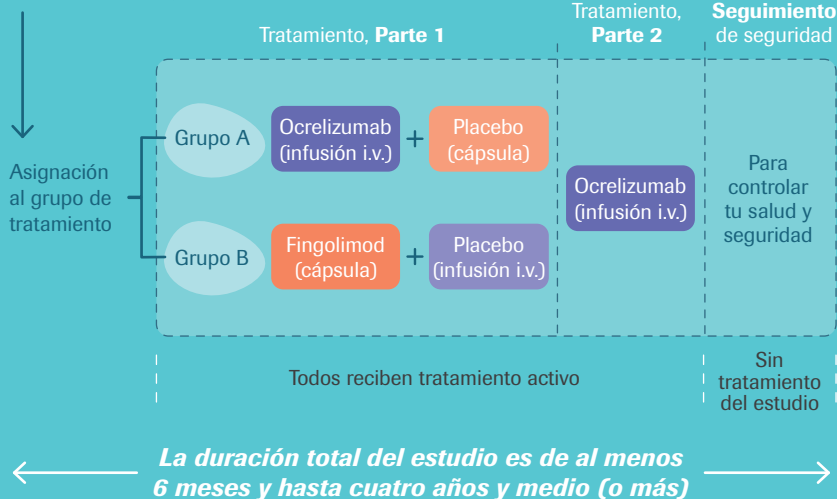 Tratamiento, Parte 1
Tratamiento,
Parte 2
Seguimiento
de seguridad
Asignación
al grupo de
tratamiento
Grupo A
Ocrelizumab
(infusión i.v.)
+
Placebo
(cápsula)
Grupo B
Fingolimod
(cápsula)
+
Placebo
(infusión i.v.)
Ocrelizumab
(infusión i.v.)
Para
controlar
tu salud y
seguridad
Todos reciben tratamiento activo
Sin
tratamiento
del estudio
La duración total del estudio es de al menos
6 meses y hasta cuatro años y medio (o más)